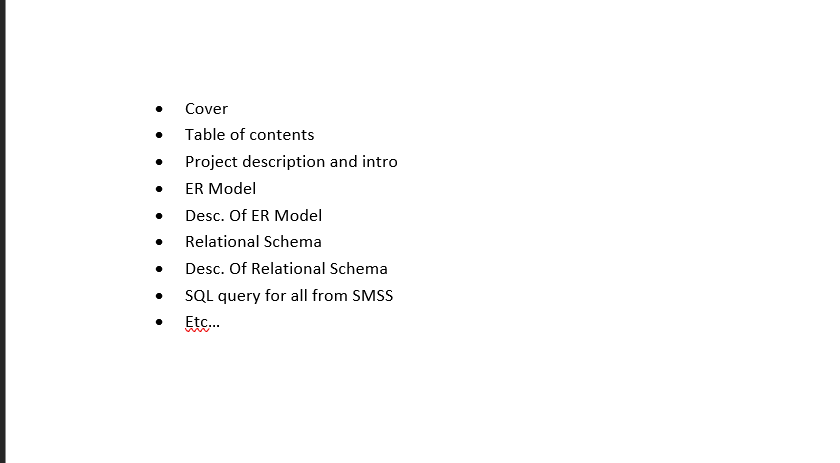 • Cover
• Table of contents
• Project description and intro
• ER Model
• Desc. Of ER Model
• Relational Schema
• Desc. Of Relational Schema
• SQL query for all from SMSS
• Etc...